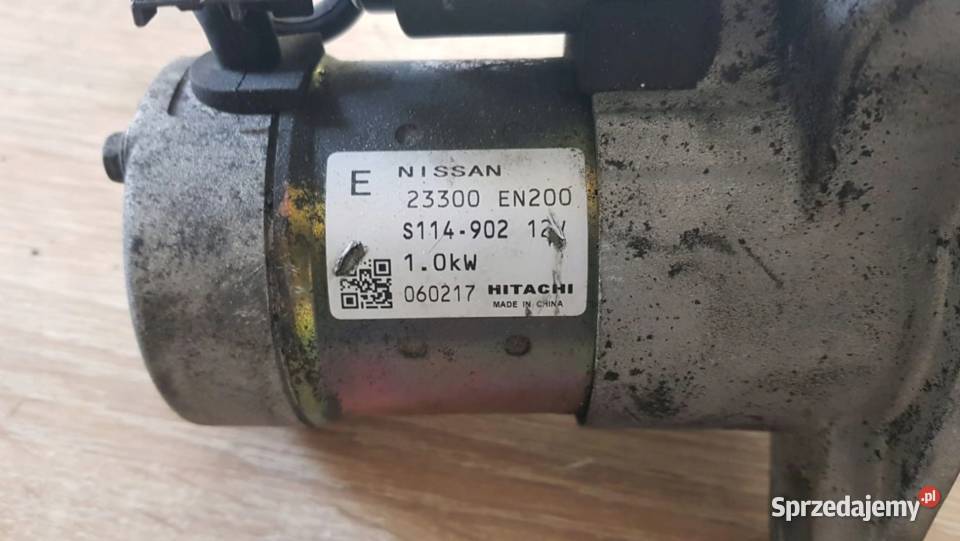 E NISSAN
23300 EN200
S114-902 12V
1.0kW
060217 HITACHI
MADE IN CHINA
Sprzedajemy.pl